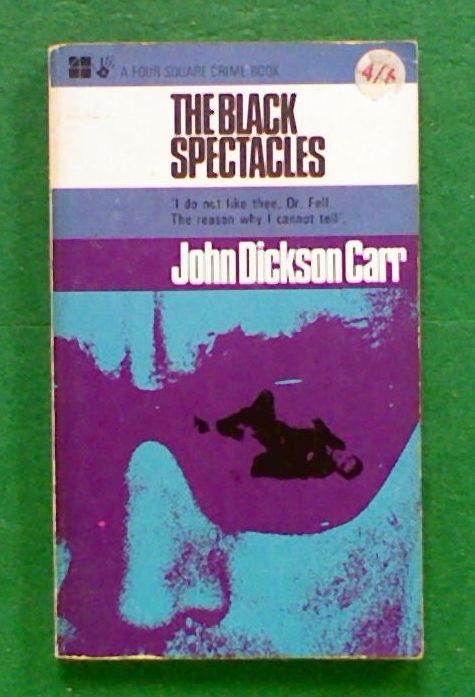 A FOUR SQUARE CRIME BOOK
4/6
THE BLACK
SPECTACLES
'I do not like thee, Dr. Fell.
The reason why I cannot tell'.
John Dickson Carr